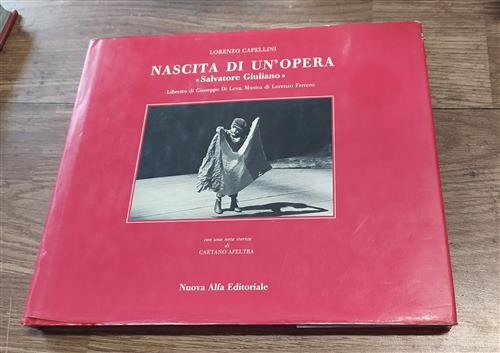 LORENZO CAPELLINI
NASCITA DI UN'OPERA
«Salvatore Giuliano»
Libretto di Giuseppe Di Leva. Musica di Lorenzo Ferrero
con una nota storica
di
GAETANO AFELTRA
Nuova Alfa Editoriale